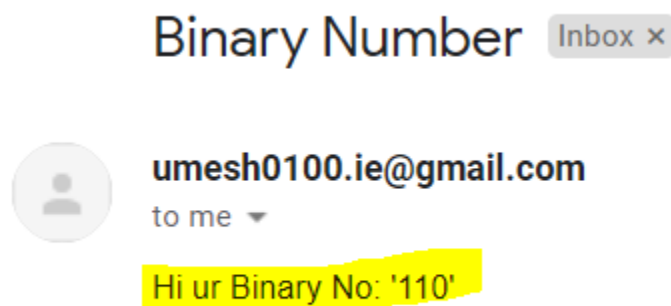 Binary Number Inbox ×
umesh0100.ie@gmail.com
to me
Hi ur Binary No: '110'